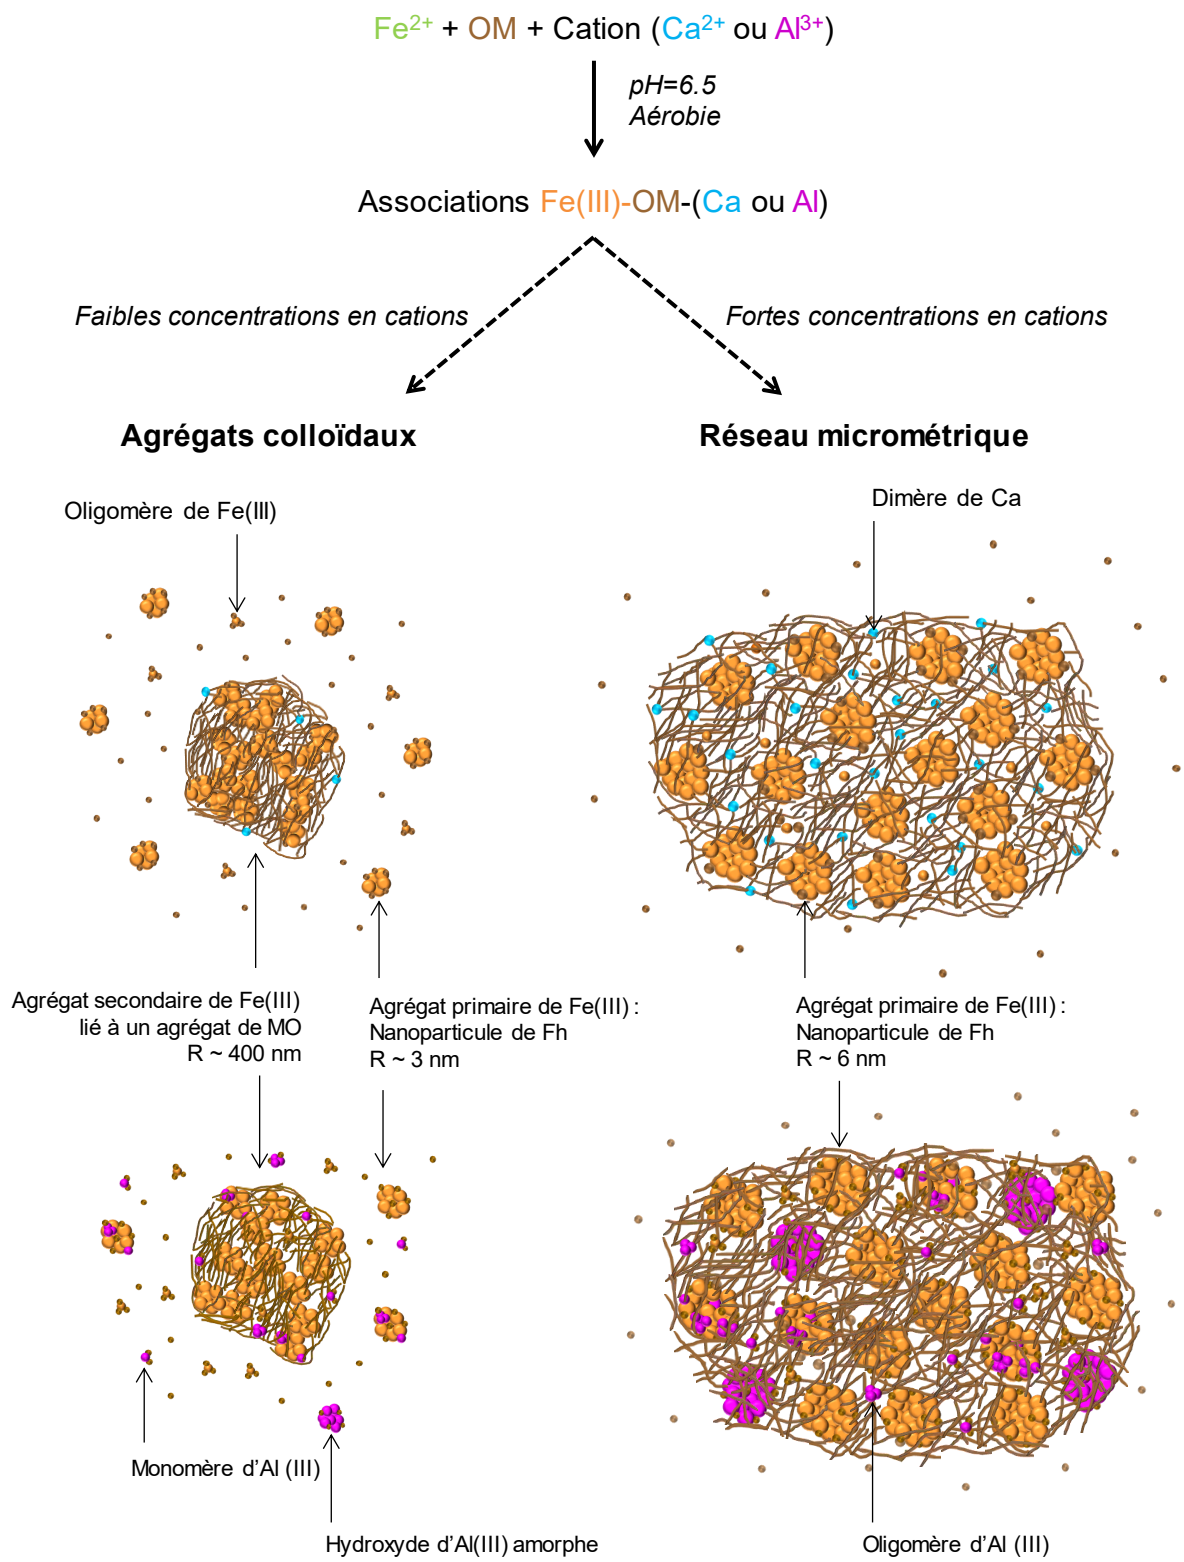 Fe2+ + OM + Cation (Ca2+ ou Al3+)
pH=6.5
Aérobie
Associations Fe(III)-OM-(Ca ou Al)
Faibles concentrations en cations
Fortes concentrations en cations
Agrégats colloïdaux
Réseau micrométrique
Oligomère de Fe(III)
Dimère de Ca
Agrégat secondaire de Fe(III)
lié à un agrégat de MO
R ~ 400 nm
Agrégat primaire de Fe(III) :
Nanoparticule de Fh
R ~ 3 nm
Agrégat primaire de Fe(III) :
Nanoparticule de Fh
R ~ 6 nm
Monomère d'Al (III)
Hydroxyde d'Al(III) amorphe
Oligomère d'Al (III)